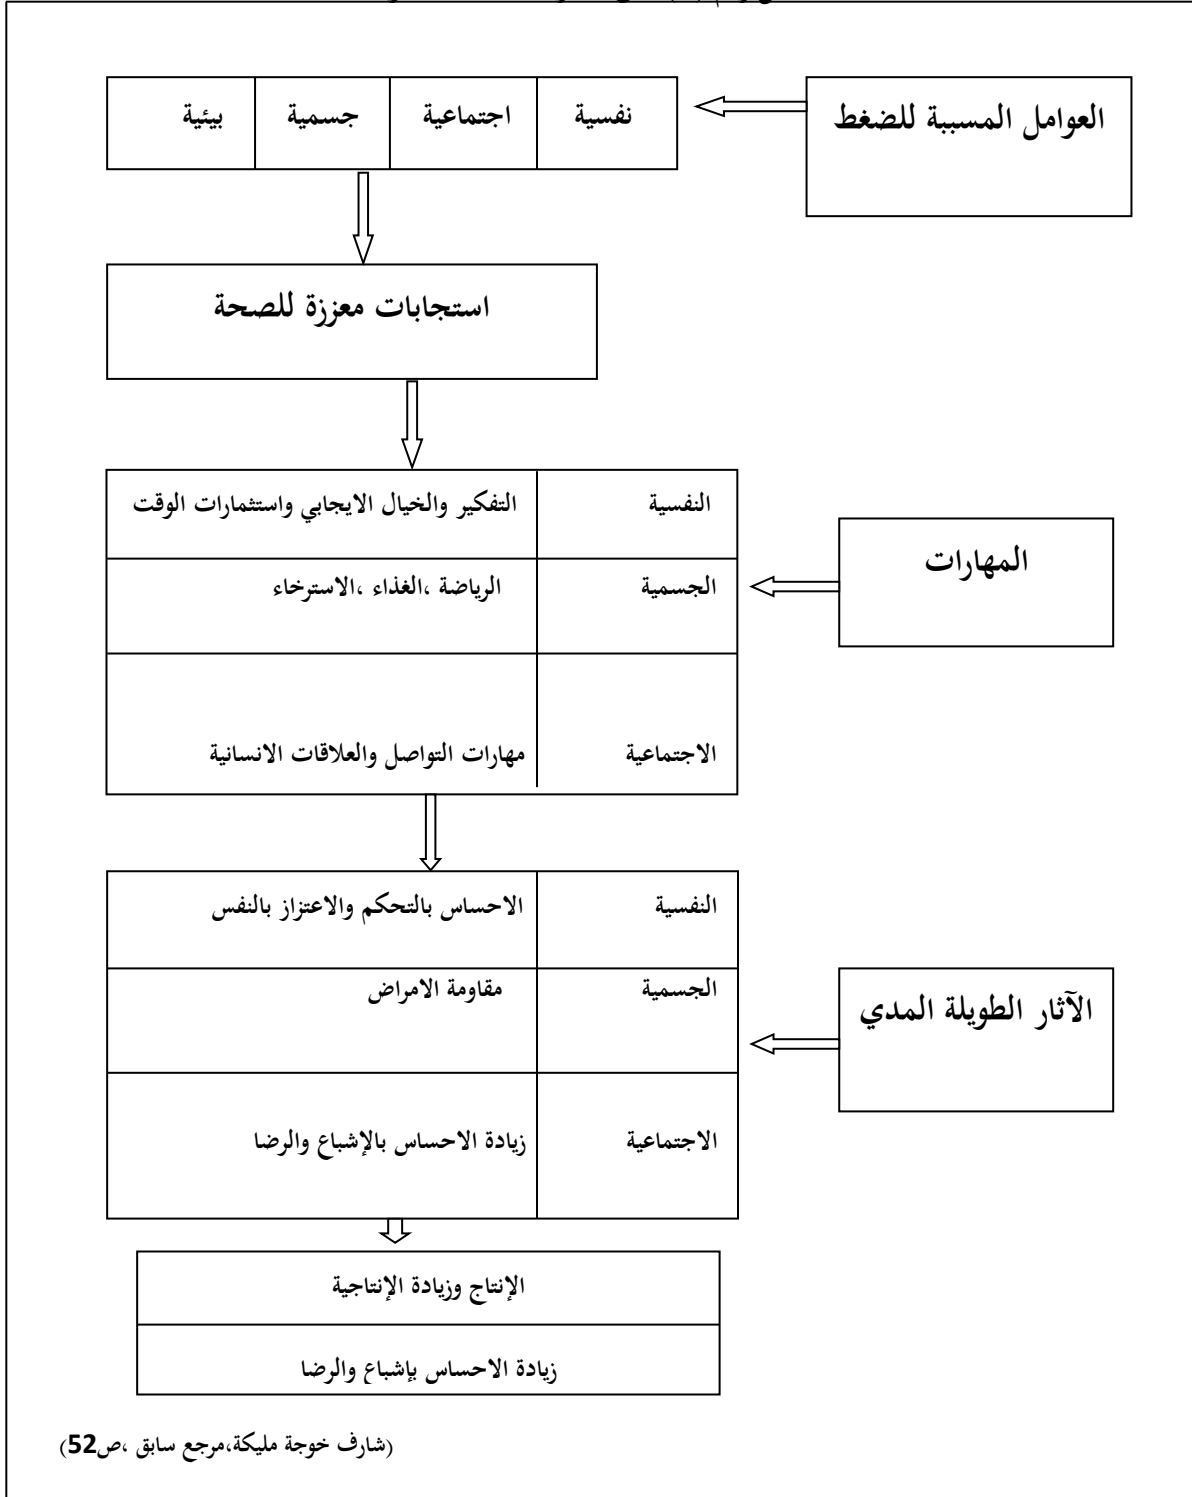 العوامل المسببة للضغط
نفسية اجتماعية جسمية بيئية
استجابات معززة للصحة
المهارات
النفسية التفكير والخيال الايجابي واستثمارات الوقت
الجسمية الرياضة ،الغذاء ،الاسترخاء
الاجتماعية مهارات التواصل والعلاقات الانسانية
الآثار الطويلة المدي
النفسية الاحساس بالتحكم والاعتزاز بالنفس
الجسمية مقاومة الامراض
الاجتماعية زيادة الاحساس بالإشباع والرضا
الإنتاج وزيادة الإنتاجية
زيادة الاحساس بإشباع والرضا
(شارف خوجة مليكة،مرجع سابق ،ص52)